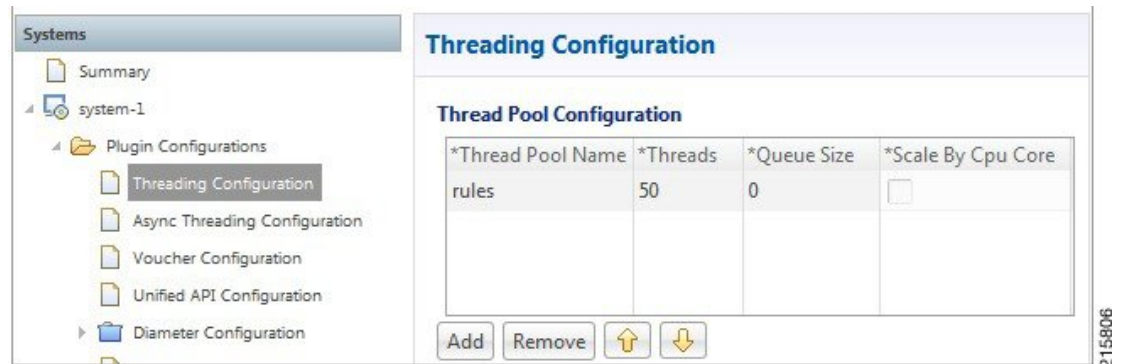 Systems
Summary
system-1
Plugin Configurations
Threading Configuration
Async Threading Configuration
Voucher Configuration
Unified API Configuration
Diameter Configuration
Threading Configuration
Thread Pool Configuration
*Thread Pool Name *Threads *Queue Size *Scale By Cpu Core
rules 50 0
Add Remove
215806